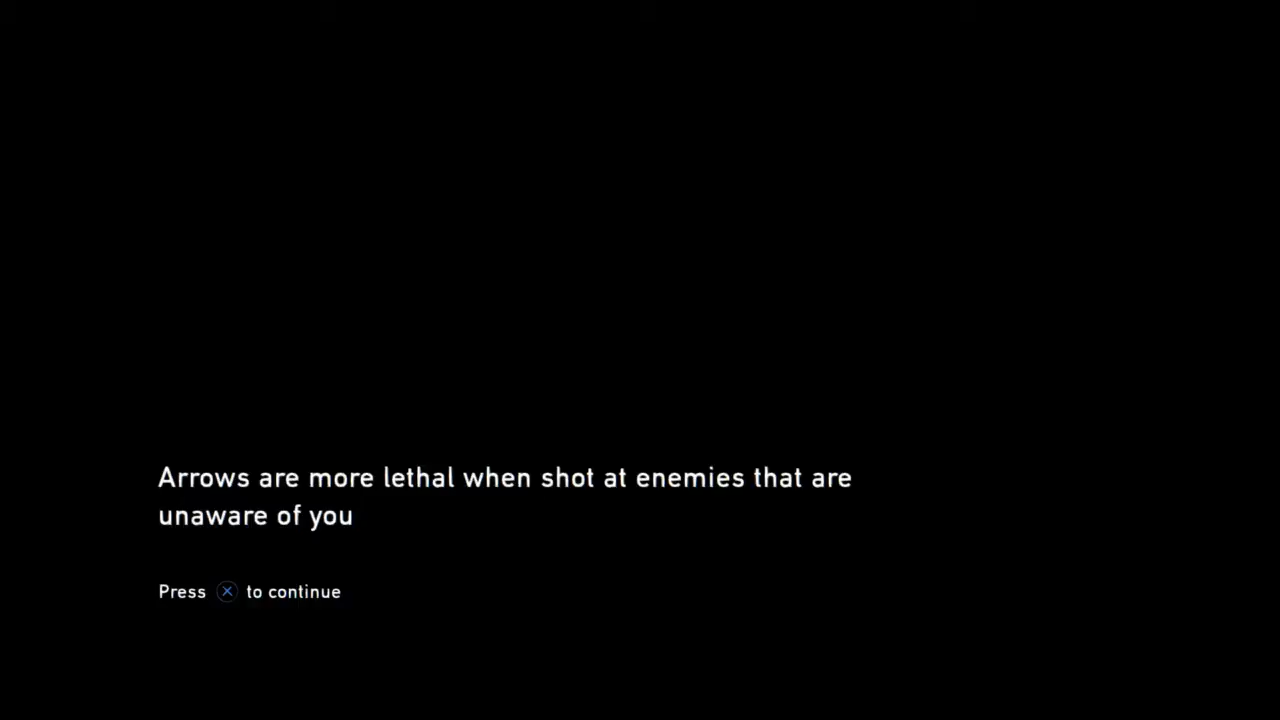 Arrows are more lethal when shot at enemies that are
unaware of you
Press ⓧ to continue